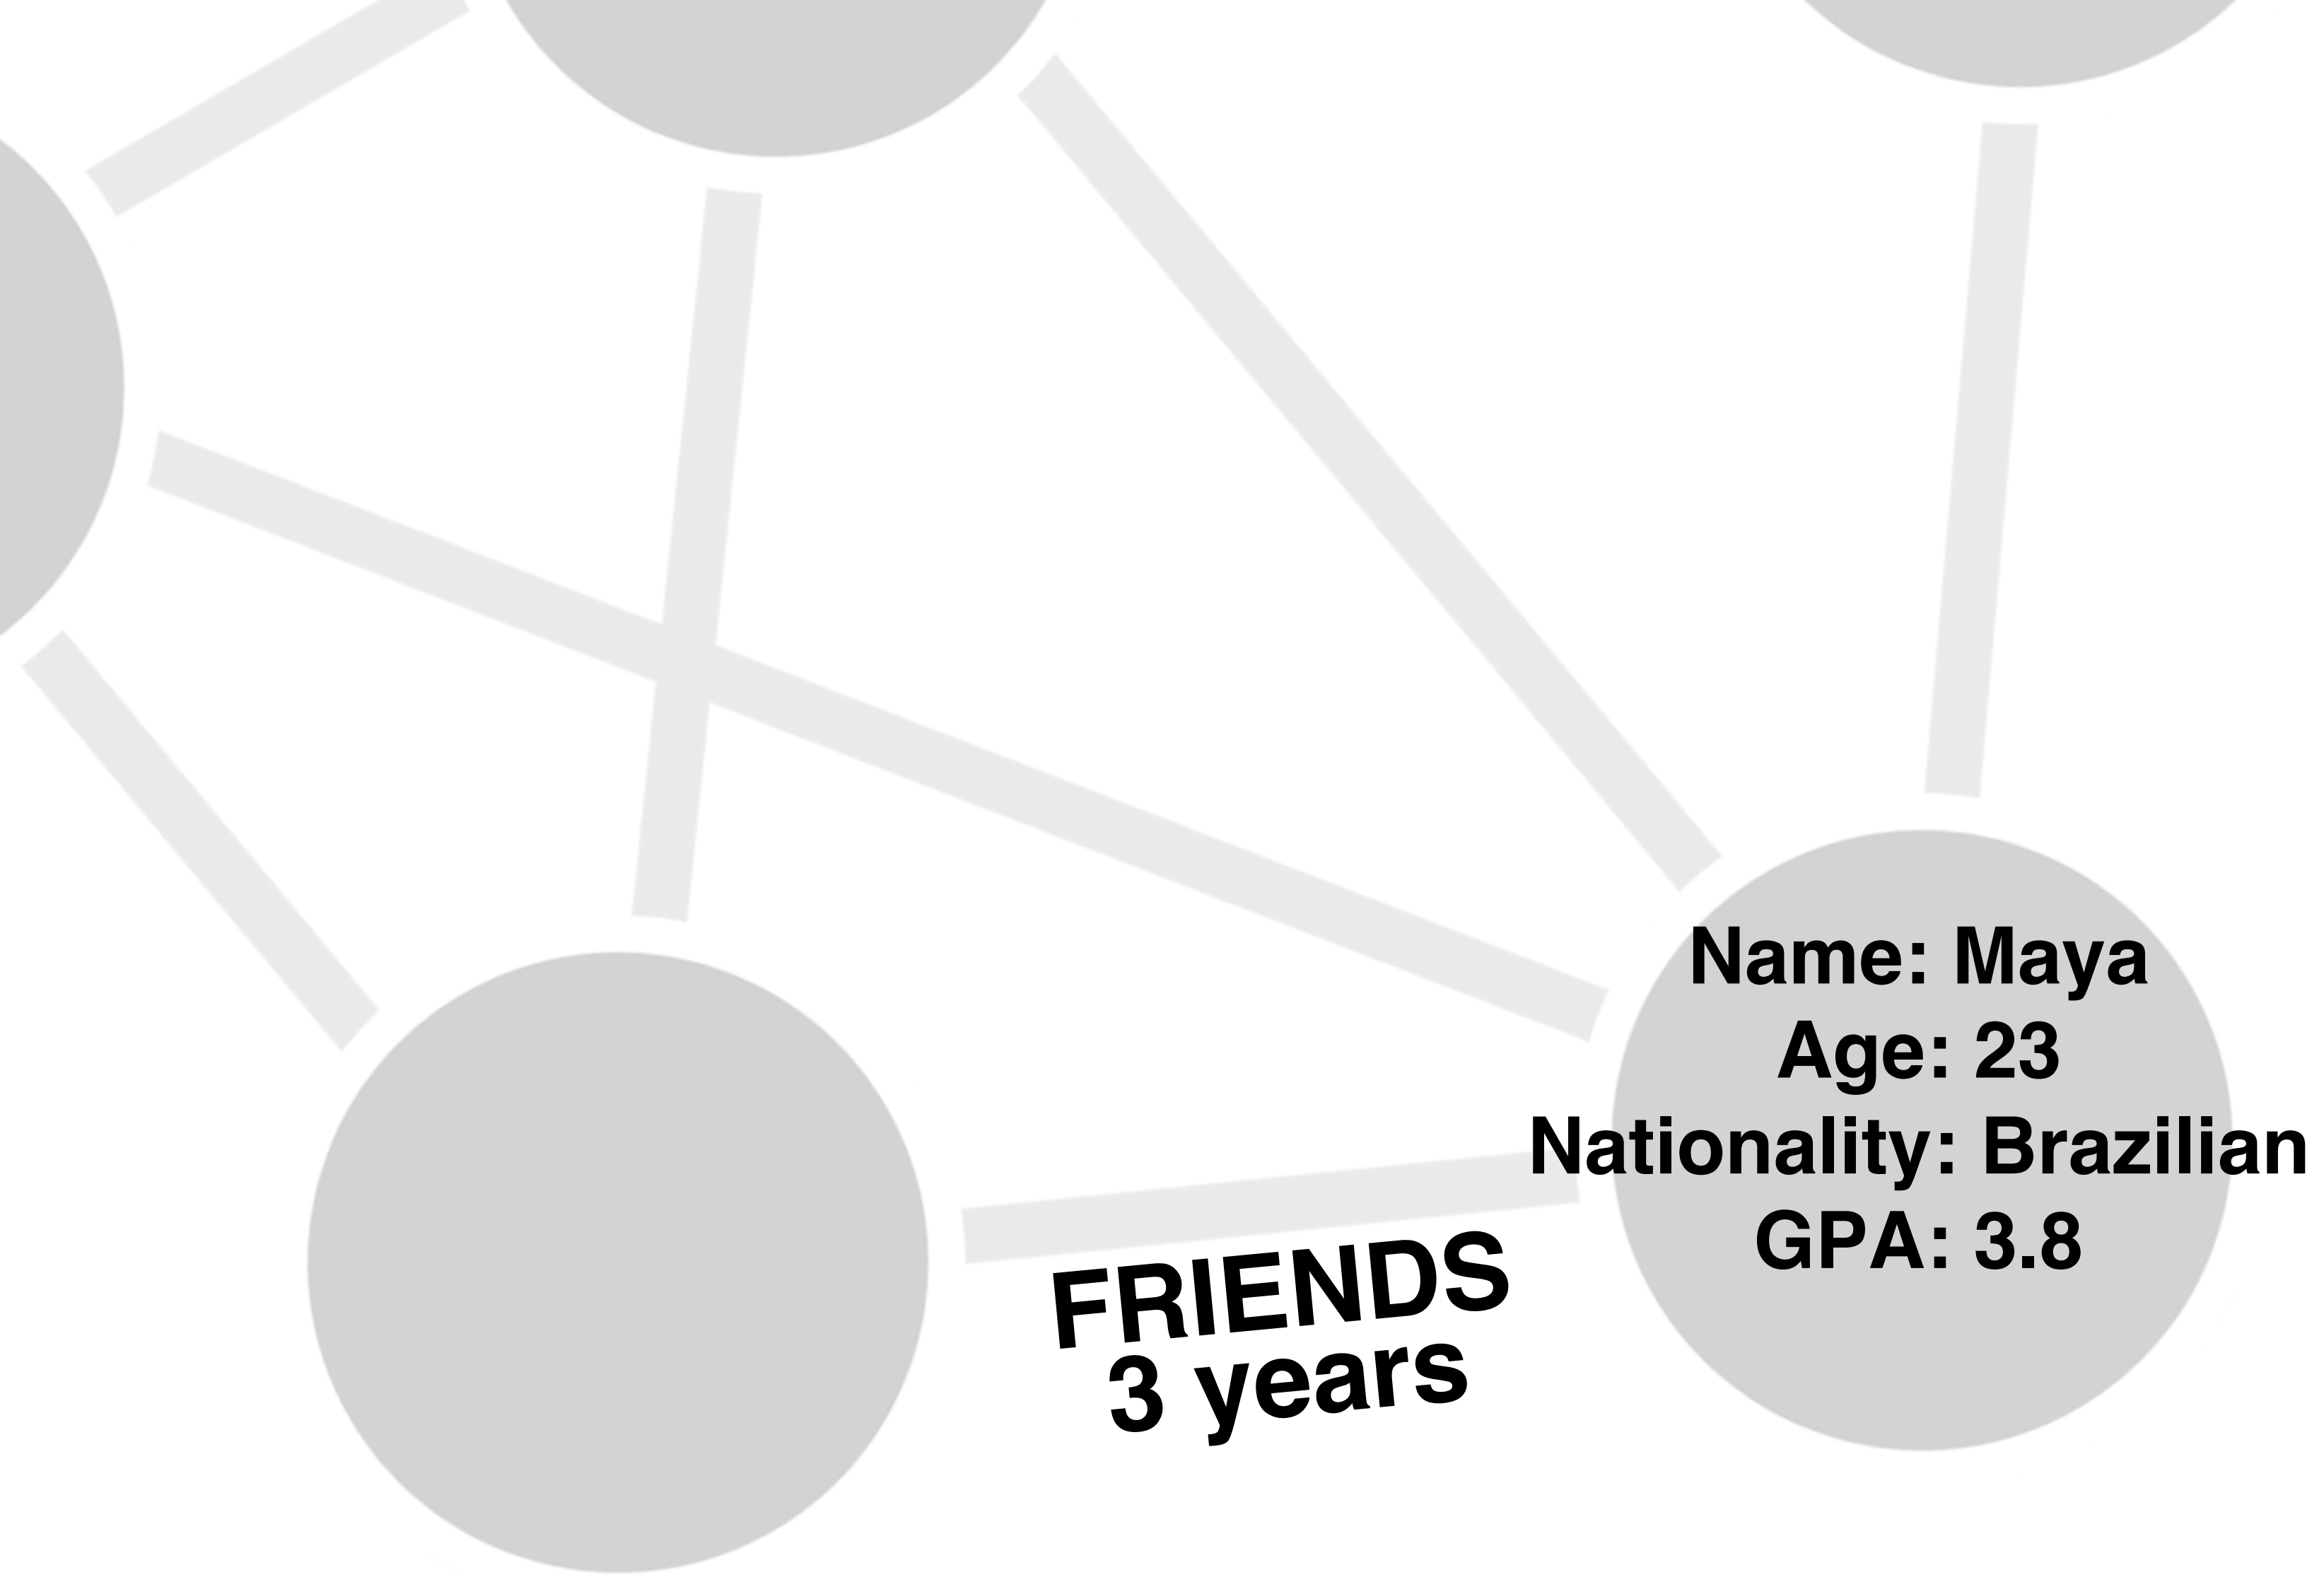 Name: Maya
Age: 23
Nationality: Brazilian
GPA: 3.8
FRIENDS
3 years